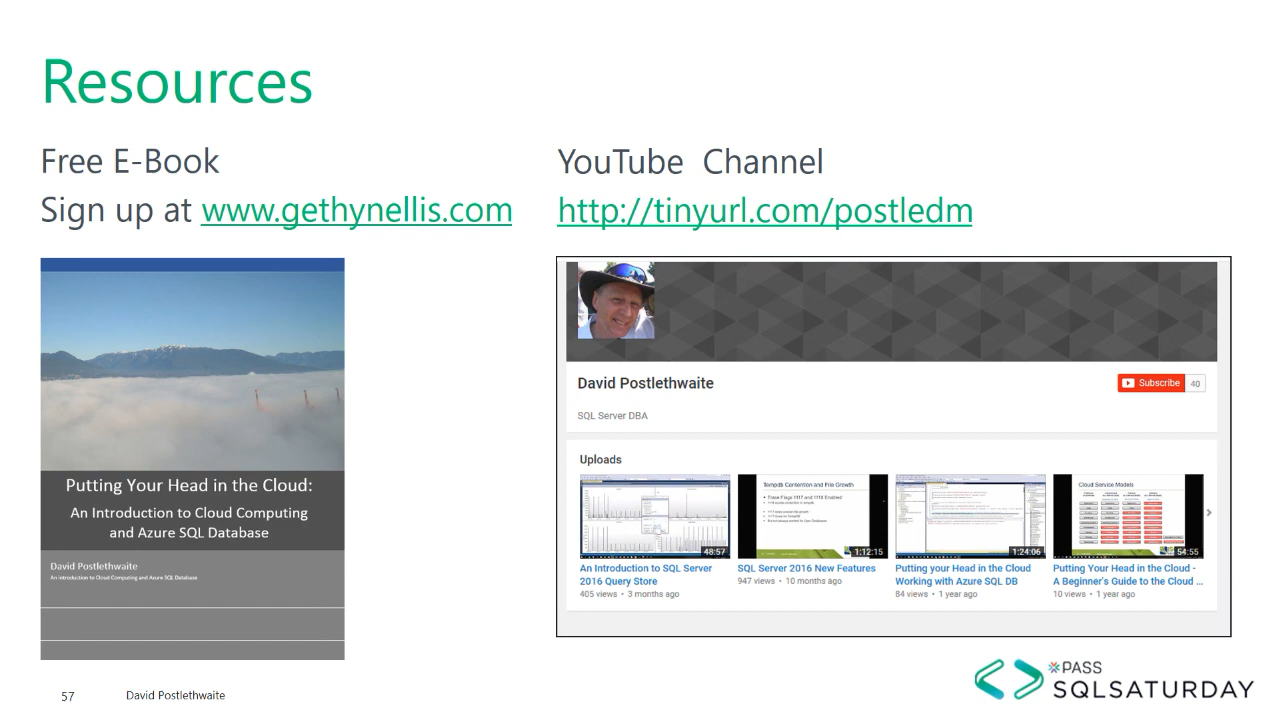 Resources
Free E-Book
Sign up at www.gethynellis.com
YouTube Channel
http://tinyurl.com/postledm
Putting Your Head in the Cloud:
An Introduction to Cloud Computing
and Azure SQL Database
David Postlethwaite
An Introduction to Cloud Computing and Azure SQL Database
David Postlethwaite
Subscribe 40
SQL Server DBA
Uploads
48:57
An Introduction to SQL Server
2016 Query Store
405 views • 3 months ago
Tempdb Contention and File Growth
1:12:15
SQL Server 2016 New Features
947 views • 10 months ago
1:24:06
Putting your Head in the Cloud
Working with Azure SQL DB
84 views • 1 year ago
Cloud Service Models
54:55
Putting Your Head in the Cloud -
A Beginner's Guide to the Cloud ...
10 views • 1 year ago
57
David Postlethwaite
PASS
SQLSATURDAY